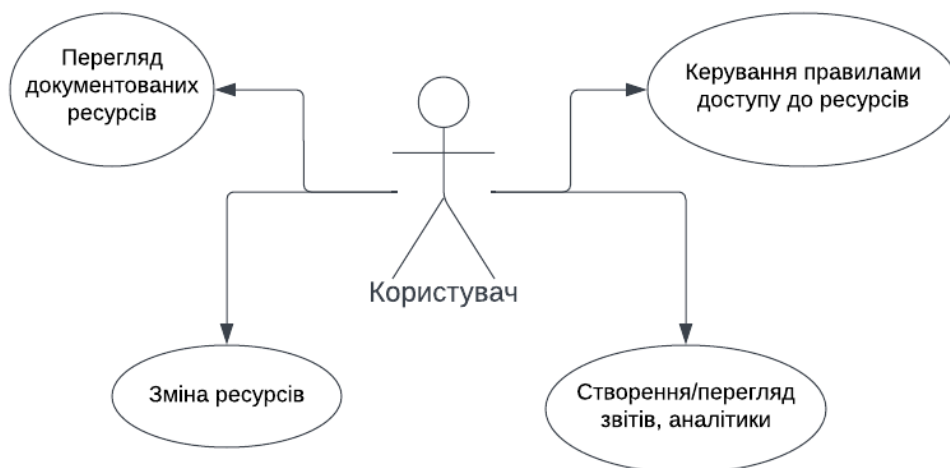 Перегляд
документованих
ресурсів
Керування правилами
доступу до ресурсів
Користувач
Зміна ресурсів
Створення/перегляд
звітів, аналітики